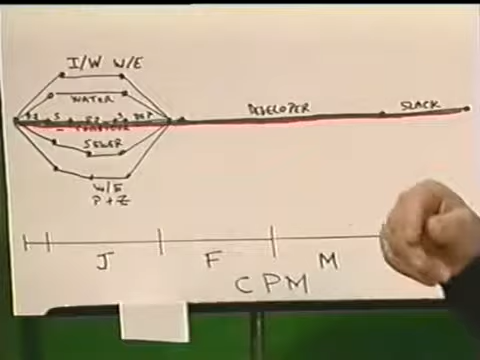 I/W W/E
WATER
DEVELOPER
SLACK
SEWER
W/E
P+Z
J F M
CPM